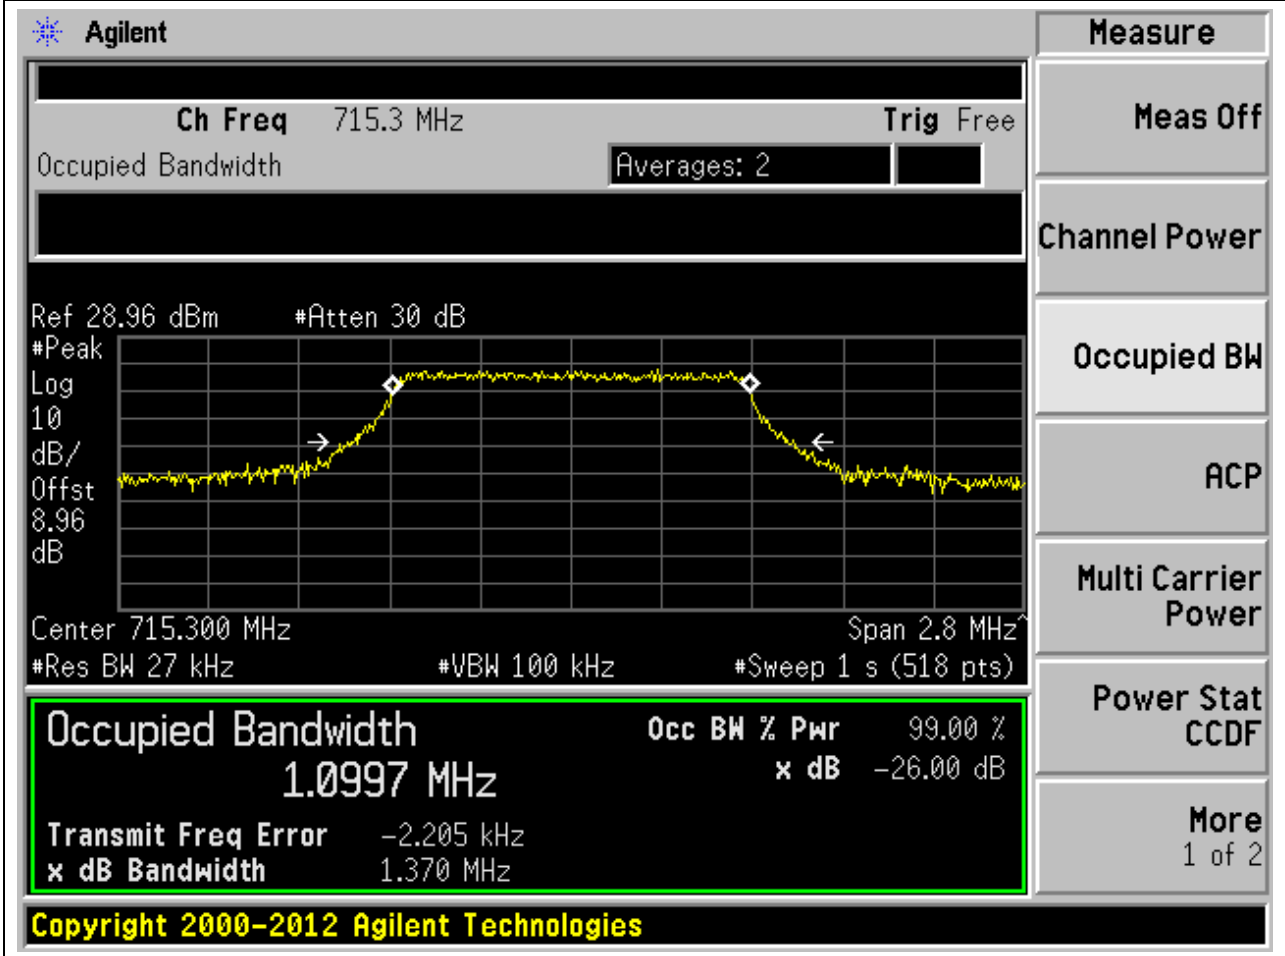 Agilent
Measure
Ch Freq 715.3 MHz Trig Free
Meas Off
Occupied Bandwidth Averages: 2
Channel Power
Ref 28.96 dBm #Atten 30 dB
#Peak
Log
10
dB/
Offst
8.96
dB
Occupied BW
ACP
Center 715.300 MHz Span 2.8 MHz^
#Res BW 27 kHz #VBW 100 kHz #Sweep 1 s (518 pts)
Multi Carrier
Power
Occupied Bandwidth Occ BW % Pwr 99.00 %
1.0997 MHz x dB -26.00 dB
Transmit Freq Error -2.205 kHz
x dB Bandwidth 1.370 MHz
Power Stat
CCDF
More
1 of 2
Copyright 2000-2012 Agilent Technologies